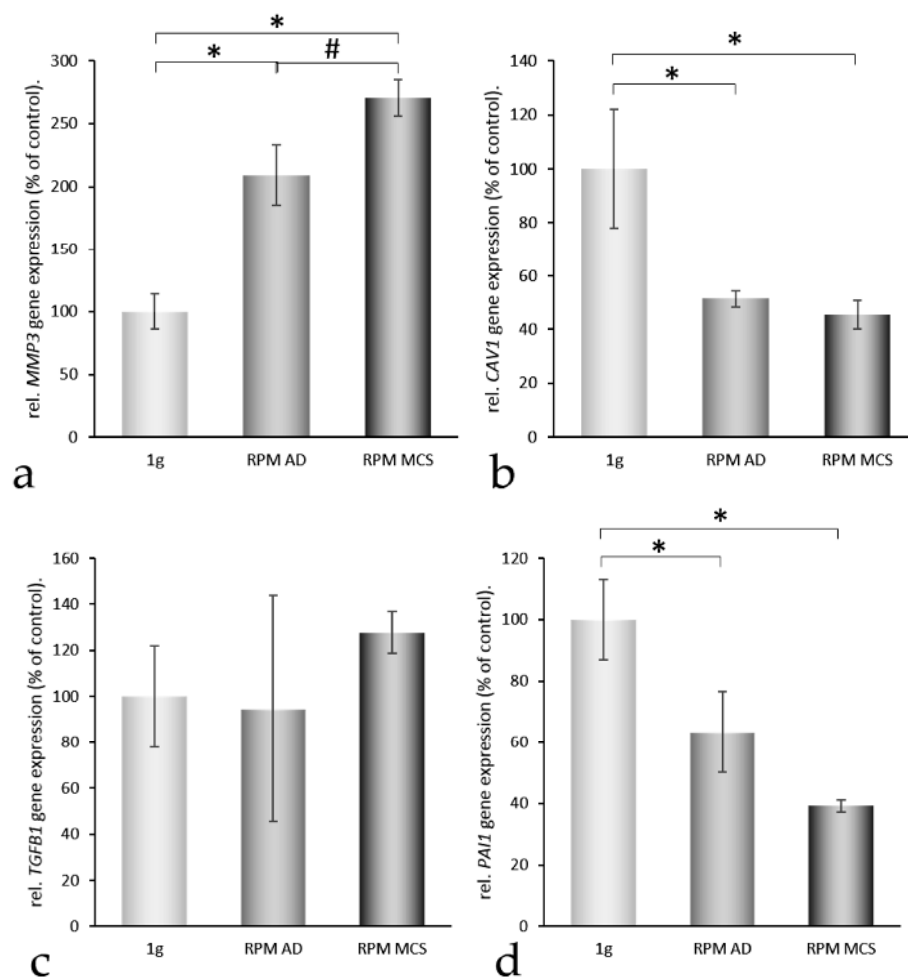 *
*
#
rel. MMP3 gene expression (% of control).
300
250
200
150
100
50
0
1g
RPM AD
RPM MCS
a
*
*
rel. CAV1 gene expression (% of control).
140
120
100
80
60
40
20
0
1g
RPM AD
RPM MCS
b
rel. TGFB1 gene expression (% of control).
160
140
120
100
80
60
40
20
0
1g
RPM AD
RPM MCS
c
*
*
rel. PAI1 gene expression (% of control).
120
100
80
60
40
20
0
1g
RPM AD
RPM MCS
d